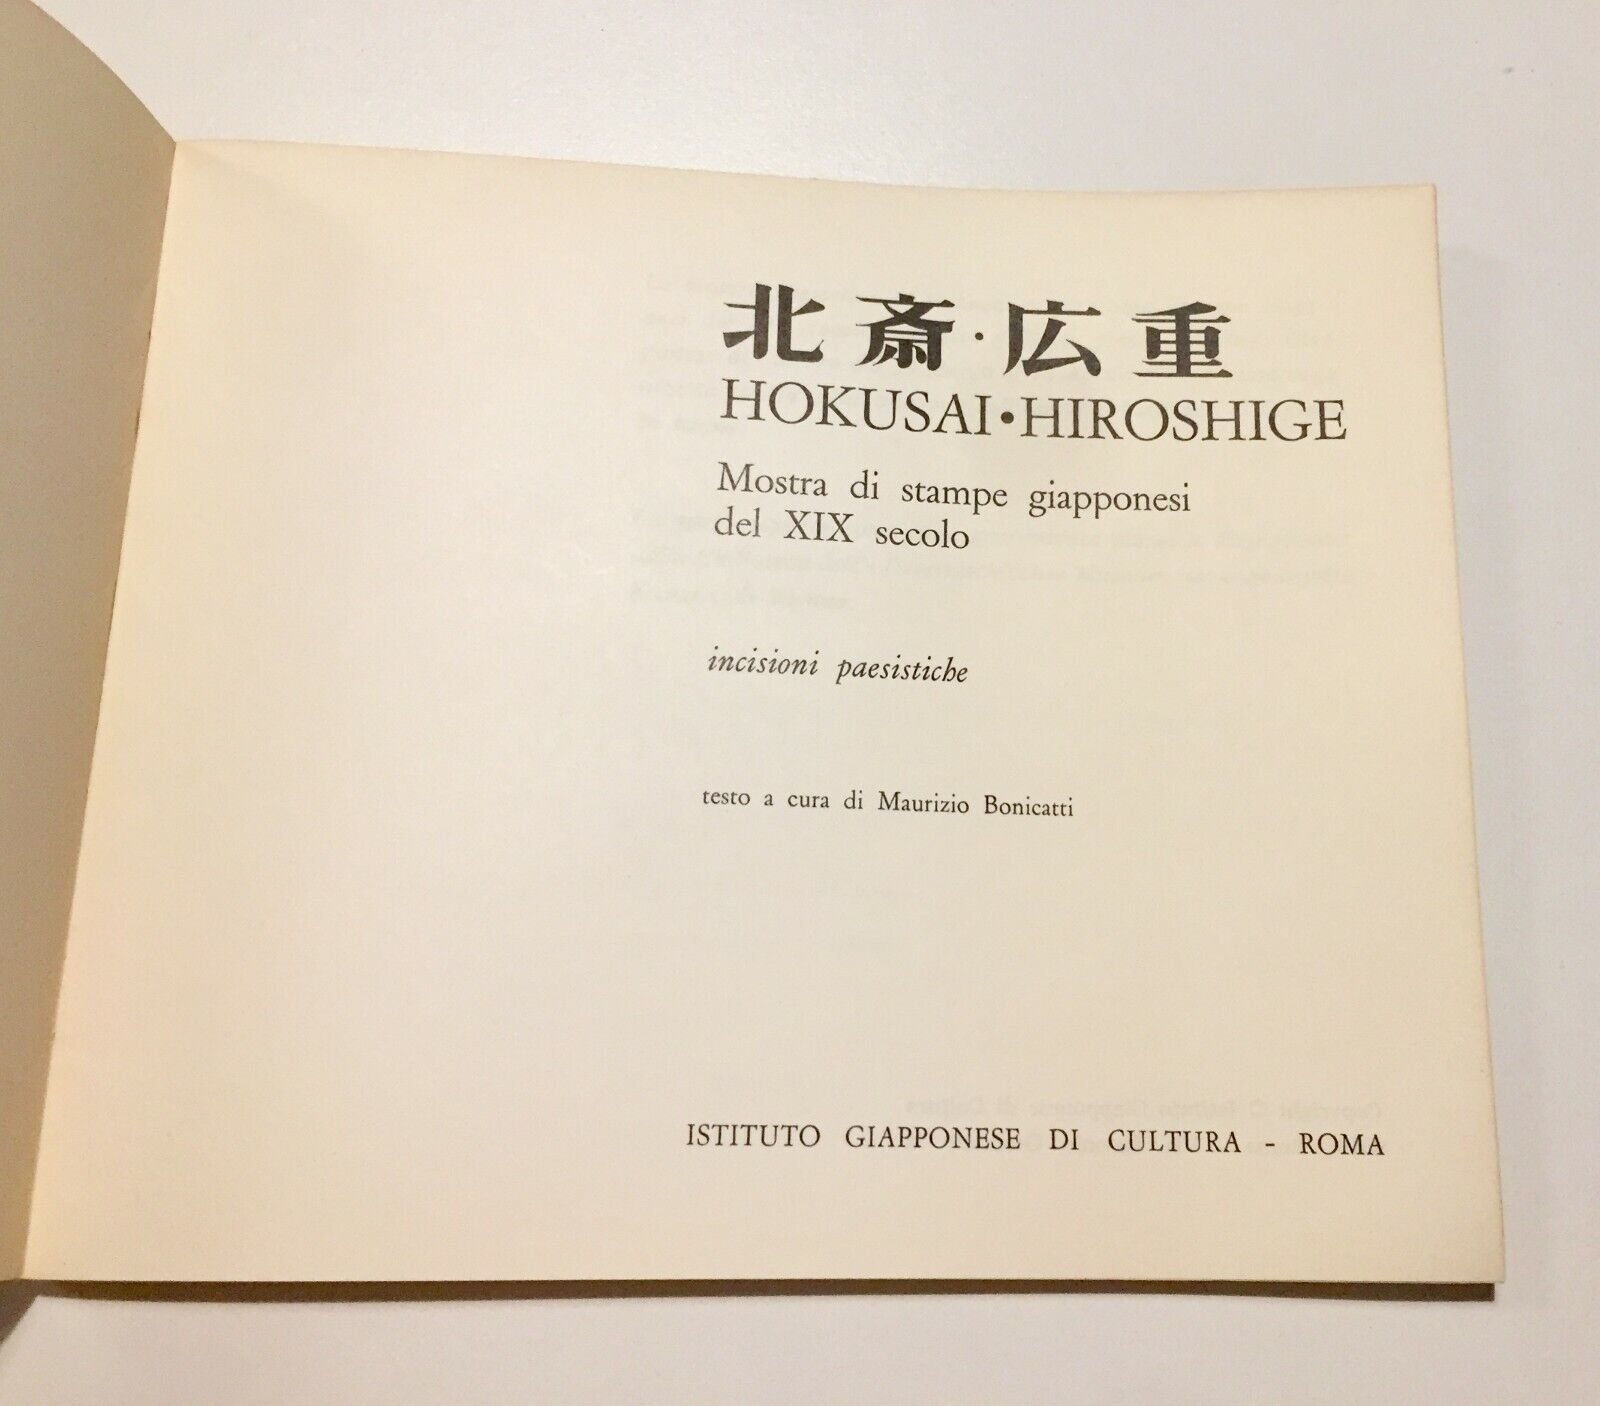 北斎・広重
HOKUSAI•HIROSHIGE
Mostra di stampe giapponesi
del XIX secolo
incisioni paesistiche
testo a cura di Maurizio Bonicatti
ISTITUTO GIAPPONESE DI CULTURA - ROMA